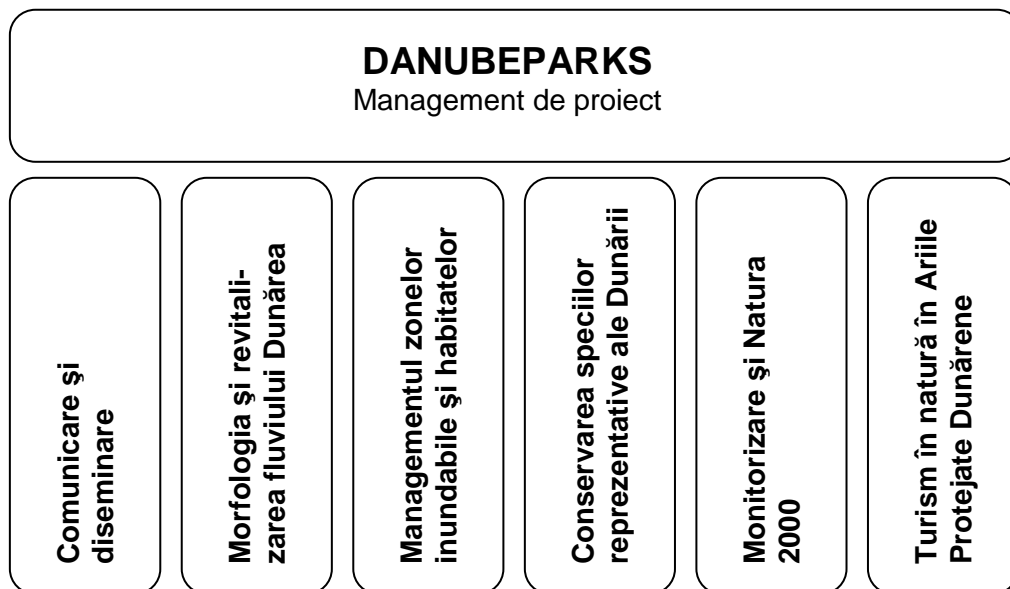 DANUBEPARKS
Management de proiect
Comunicare şi
diseminare
Morfologia şi revitali-
zarea fluviului Dunărea
Managementul zonelor
inundabile şi habitatelor
Conservarea speciilor
reprezentative ale Dunării
Monitorizare şi Natura
2000
Turism în natură în Ariile
Protejate Dunărene